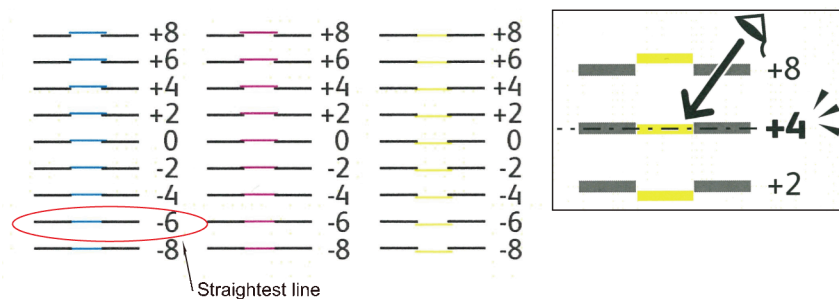 +8 +8 +8
+6 +6 +6
+4 +4 +4
+2 +2 +2
0 0 0
-2 -2 -2
-4 -4 -4
-6 -6 -6
-8 -8 -8
Straightest line
+8
+4
+2